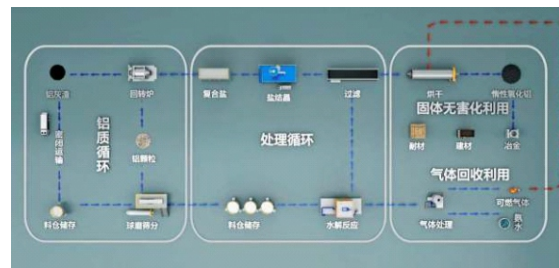 铝灰渣
回转炉
复合盐
盐结晶
过滤
烘干
惰性氧化铝
固体无害化利用
密闭运输
铝质循环
铝颗粒
处理循环
耐材
建材
冶金
气体回收利用
料仓储存
球磨筛分
料仓储存
水解反应
气体处理
可燃气体
氨水